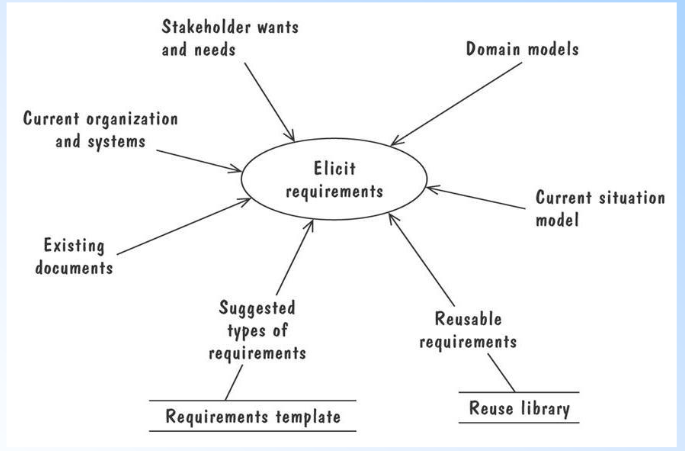 Stakeholder wants
and needs
Domain models
Current organization
and systems
Elicit
requirements
Current situation
model
Existing
documents
Suggested
types of
requirements
Reusable
requirements
Requirements template
Reuse library